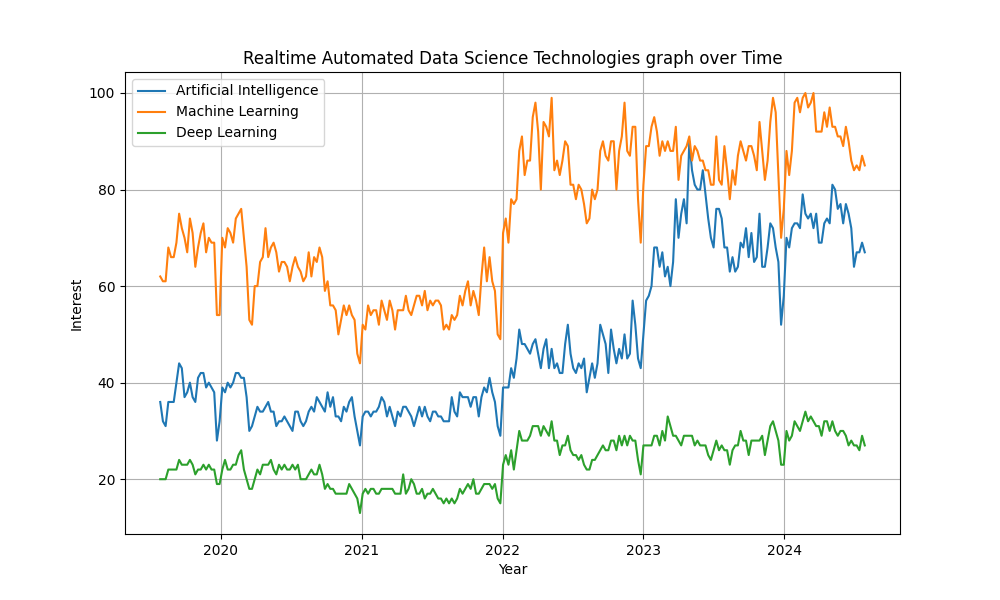 Realtime Automated Data Science Technologies graph over Time
Artificial Intelligence
Machine Learning
Deep Learning
100
80
60
40
20
Interest
2020 2021 2022 2023 2024
Year